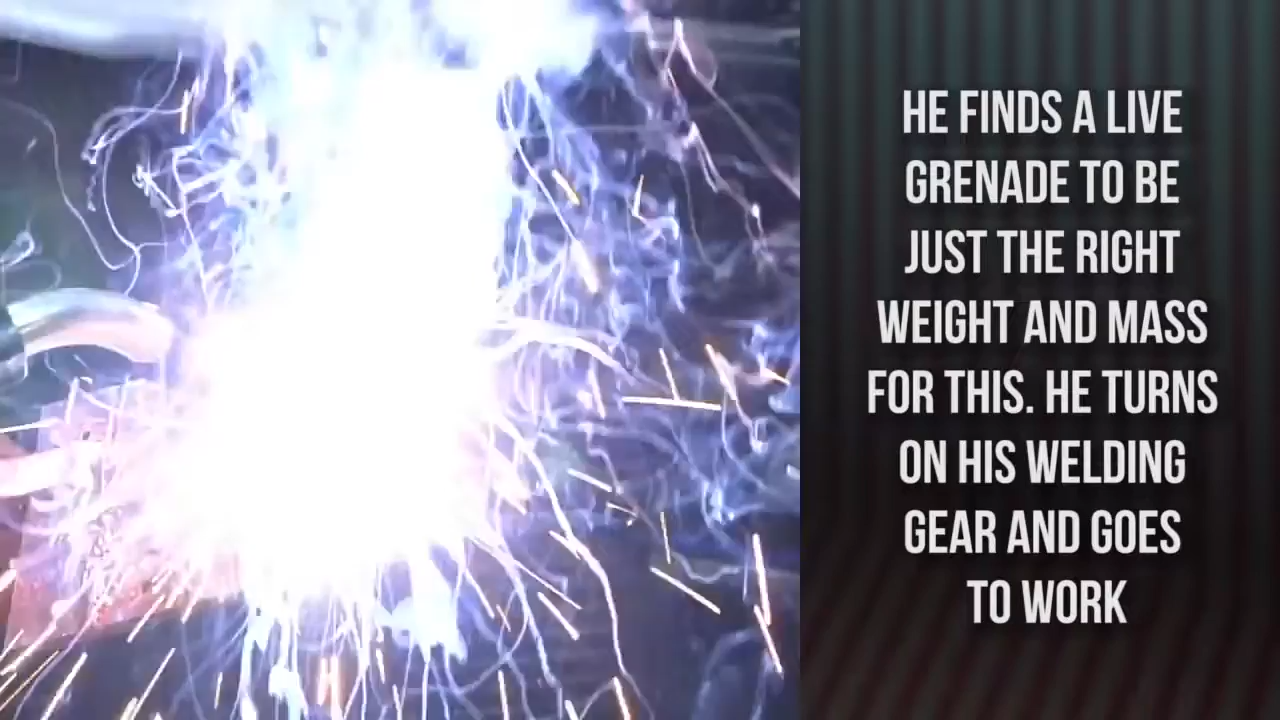 HE FINDS A LIVE
GRENADE TO BE
JUST THE RIGHT
WEIGHT AND MASS
FOR THIS. HE TURNS
ON HIS WELDING
GEAR AND GOES
TO WORK